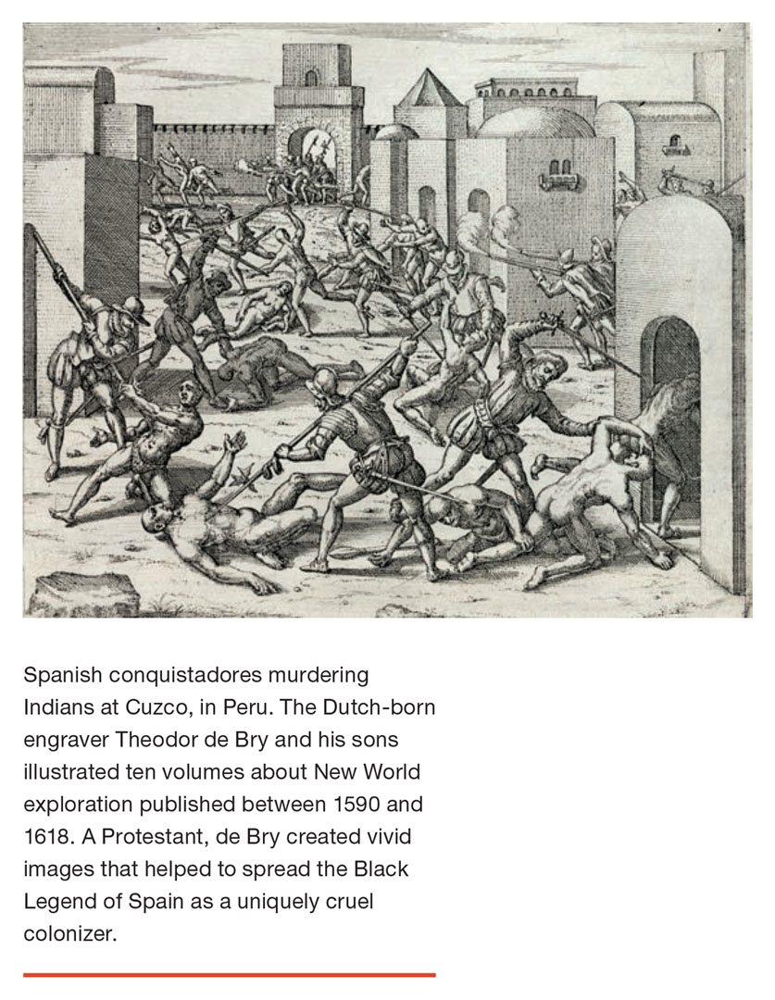 Spanish conquistadores murdering
Indians at Cuzco, in Peru. The Dutch-born
engraver Theodor de Bry and his sons
illustrated ten volumes about New World
exploration published between 1590 and
1618. A Protestant, de Bry created vivid
images that helped to spread the Black
Legend of Spain as a uniquely cruel
colonizer.